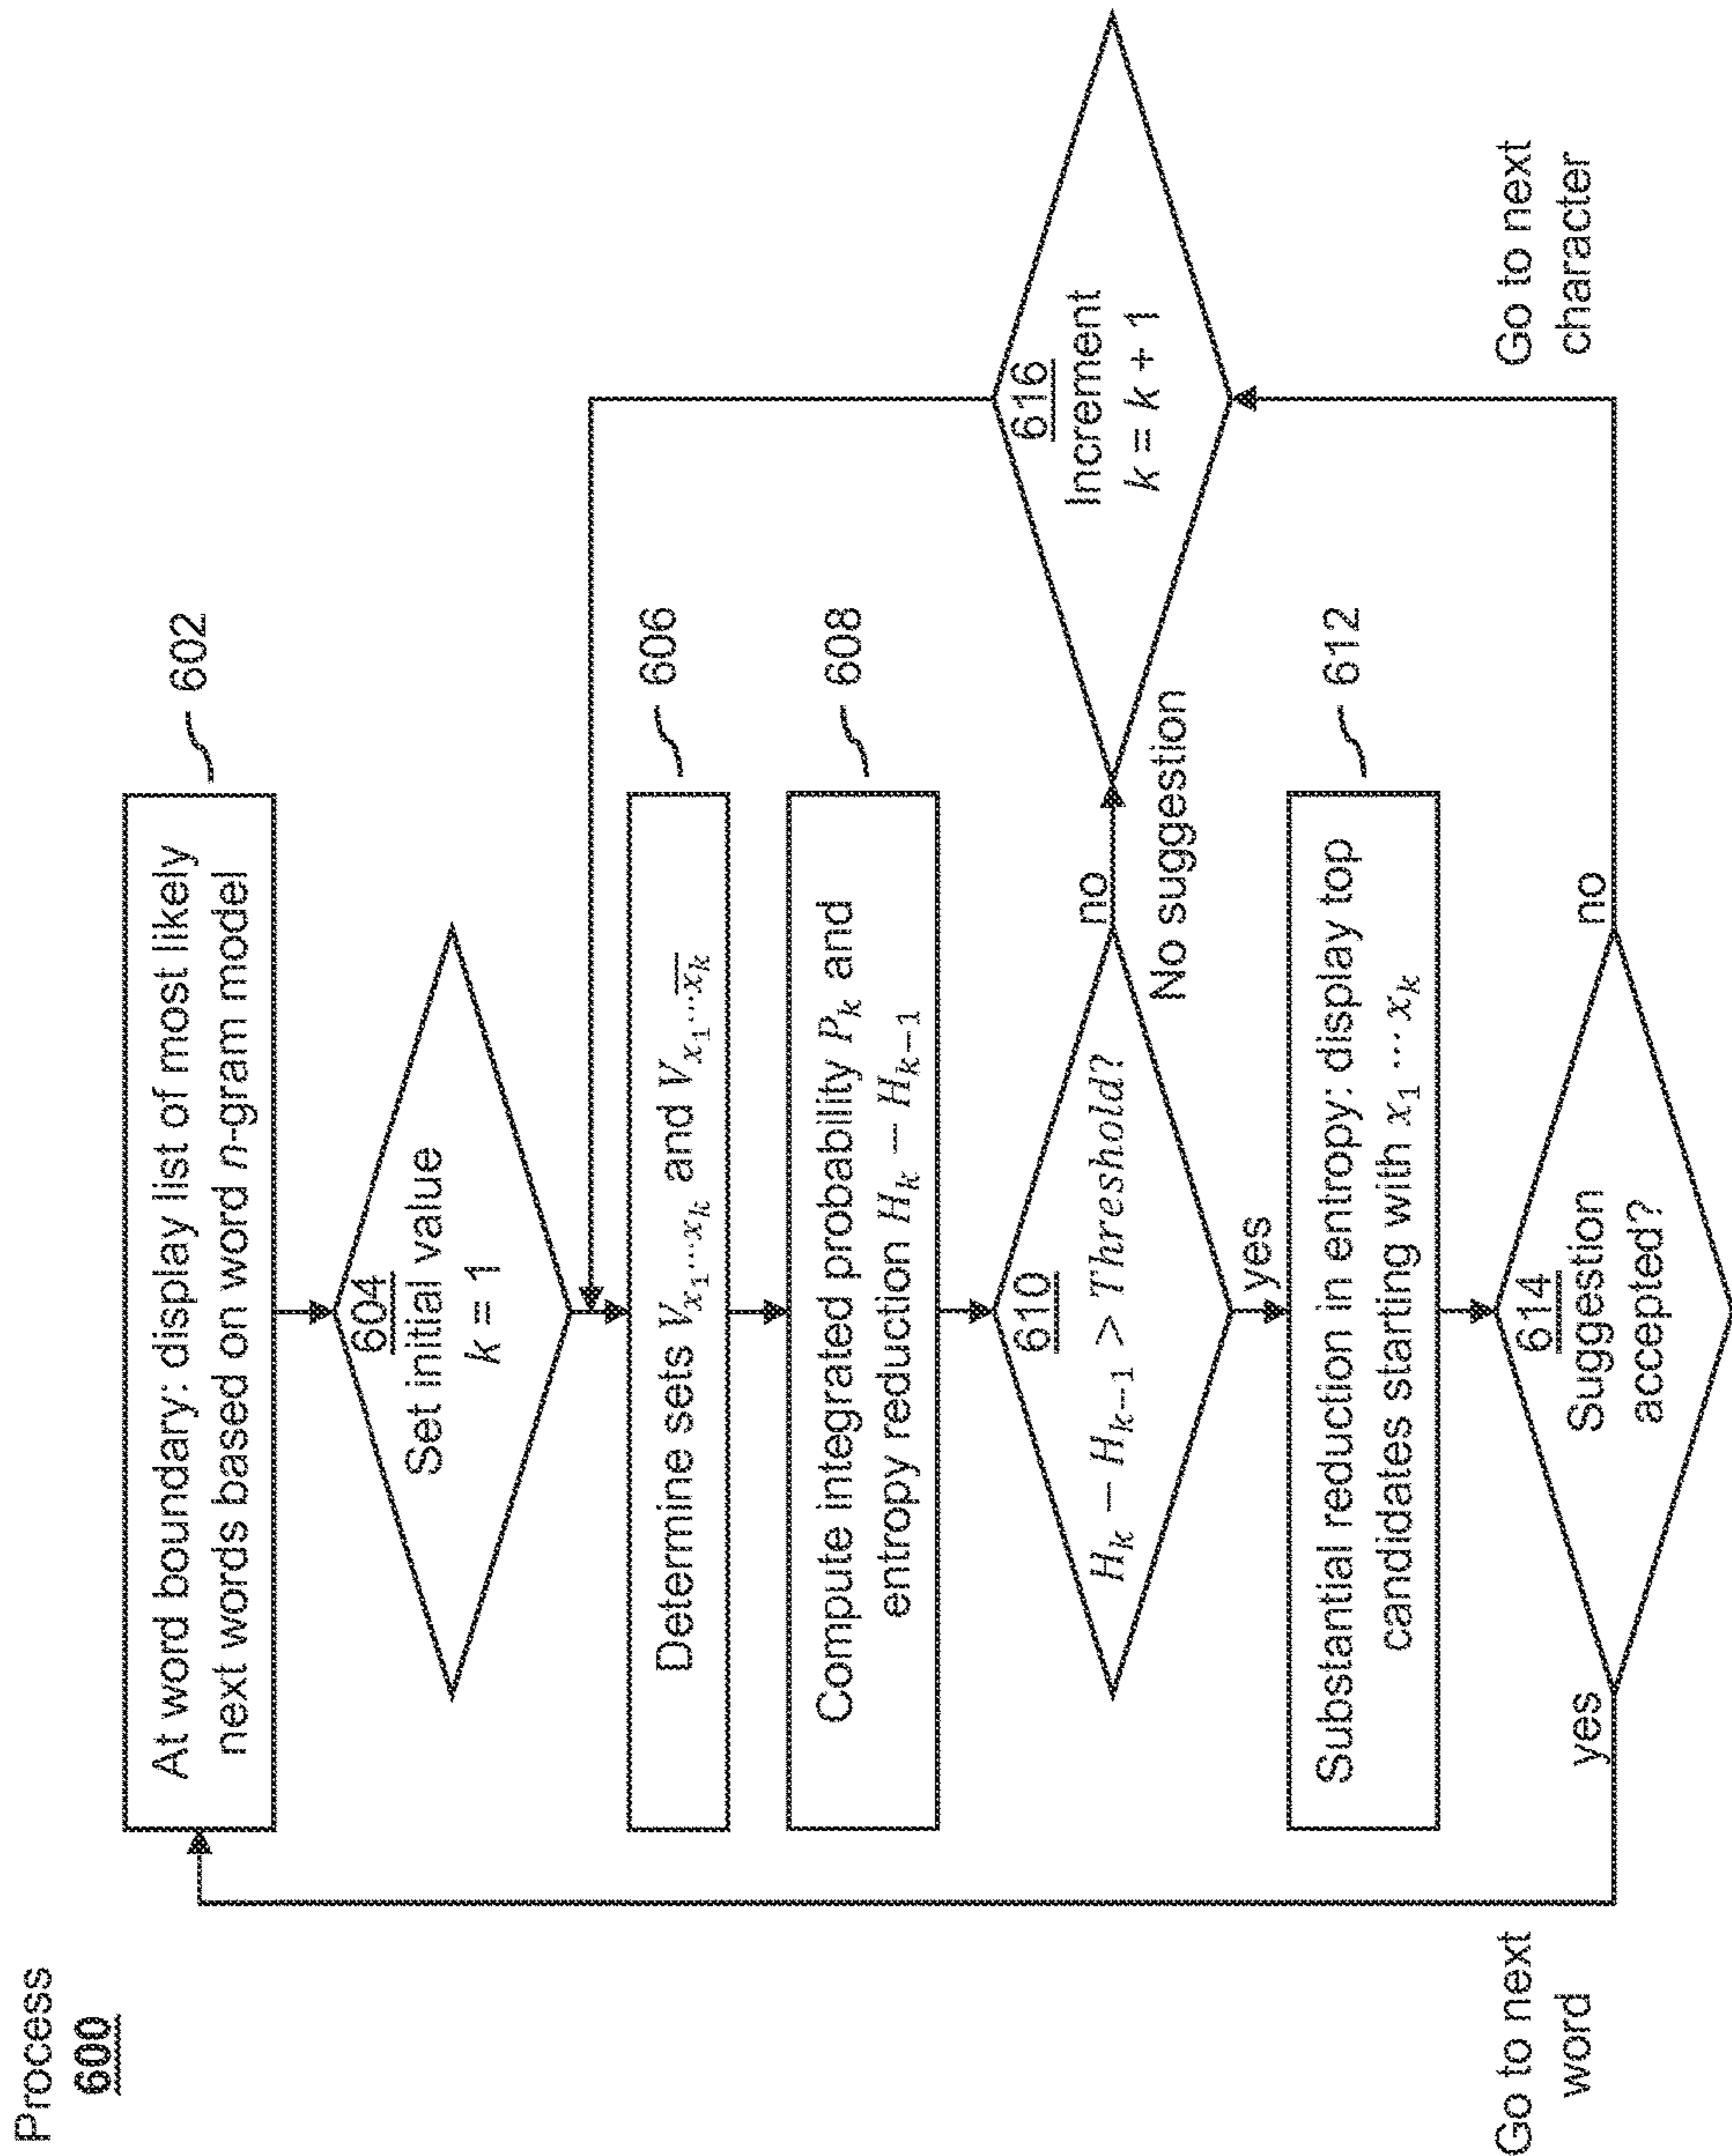 Process
600
At word boundary: display list of most likely
next words based on word n-gram model
602
604
Set initial value
k = 1
Determine sets V_{x_1⋯x_k} and V_{x_1⋯\overline{x_k}}
606
Compute integrated probability P_k and
entropy reduction H_k − H_{k−1}
608
610
H_k − H_{k−1} > Threshold?
no
No suggestion
616
Increment
k = k + 1
yes
Substantial reduction in entropy: display top
candidates starting with x_1 ⋯ x_k
612
614
Suggestion
accepted?
yes
no
Go to next
word
Go to next
character